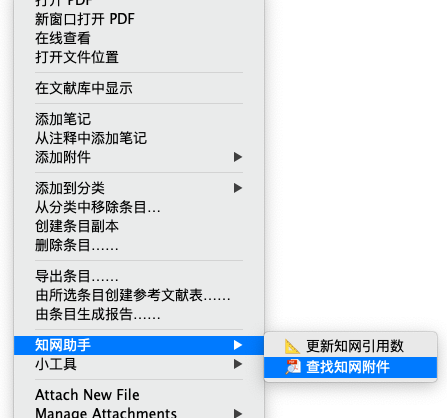 打开 PDF
新窗口打开 PDF
在线查看
打开文件位置
在文献库中显示
添加笔记
从注释中添加笔记
添加附件
添加到分类
从分类中移除条目…
创建条目副本
删除条目……
导出条目……
由所选条目创建参考文献表……
由条目生成报告……
知网助手
更新知网引用数
小工具
查找知网附件
Attach New File
Manage Attachments